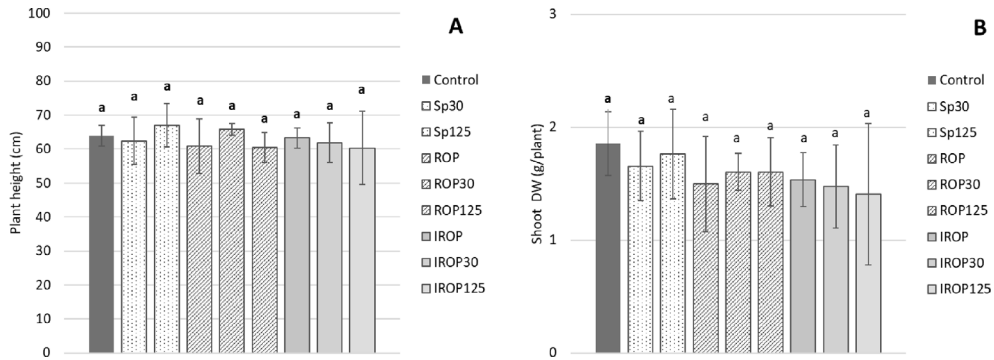 100
90
80
70
60
50
40
30
20
10
0
Plant height (cm)
A
a a a a a a a a a
Control
Sp30
Sp125
ROP
ROP30
ROP125
IROP
IROP30
IROP125
3
2
1
0
Shoot DW (g/plant)
B
a a a a a a a a a
Control
Sp30
Sp125
ROP
ROP30
ROP125
IROP
IROP30
IROP125